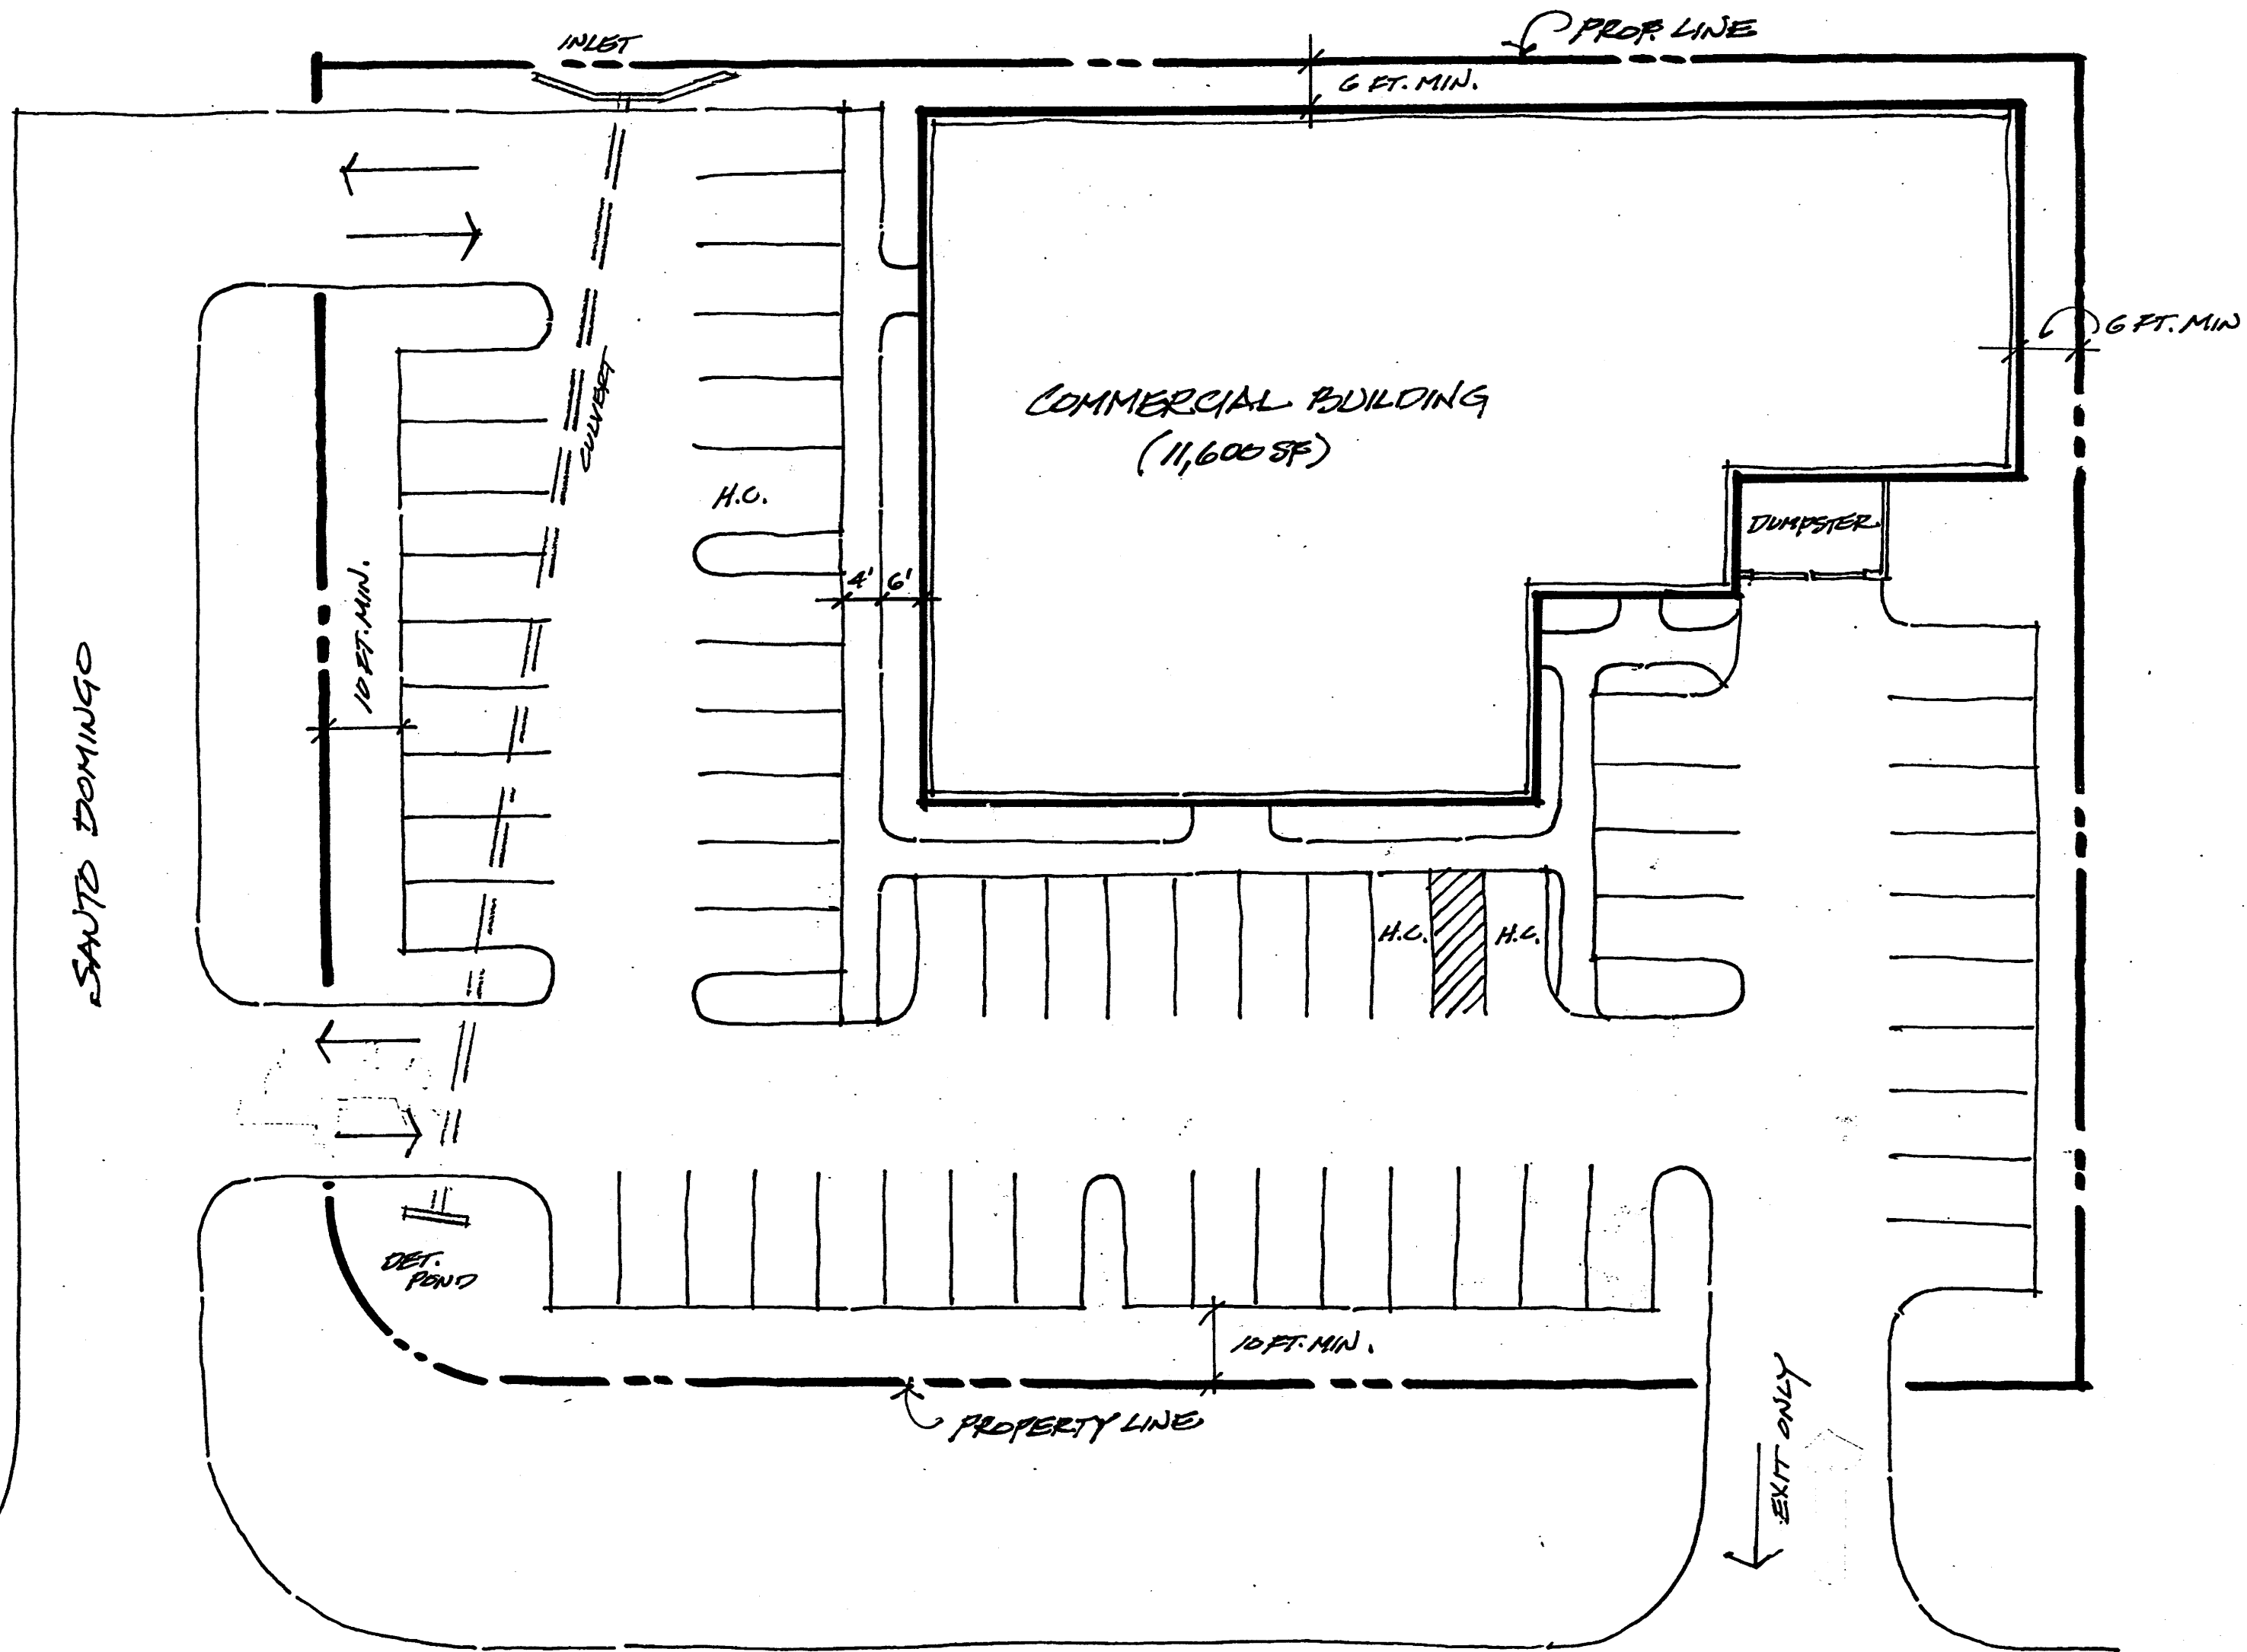 INLET
PROP. LINE
6 FT. MIN.
6 FT. MIN
COMMERCIAL BUILDING
(11,600 SF)
CULVERT
H.C.
DUMPSTER
10 FT. MIN.
4' 6'
SANTO DOMINGO
H.C.
H.C.
DET.
POND
10 FT. MIN.
PROPERTY LINE
EXIT ONLY